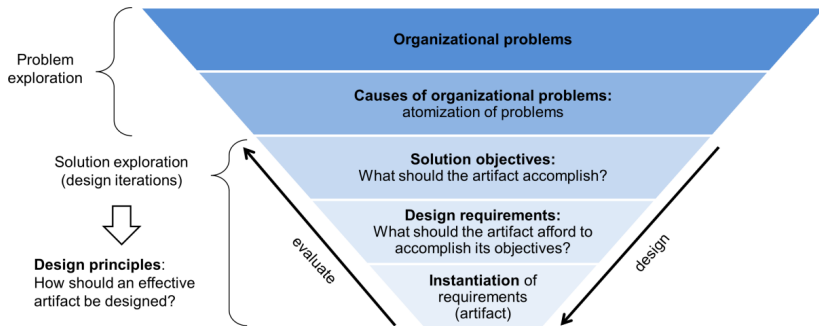 Problem
exploration
Organizational problems
Causes of organizational problems:
atomization of problems
Solution exploration
(design iterations)
Solution objectives:
What should the artifact accomplish?
Design requirements:
What should the artifact afford to
accomplish its objectives?
Instantiation of
requirements
(artifact)
evaluate
design
Design principles:
How should an effective
artifact be designed?